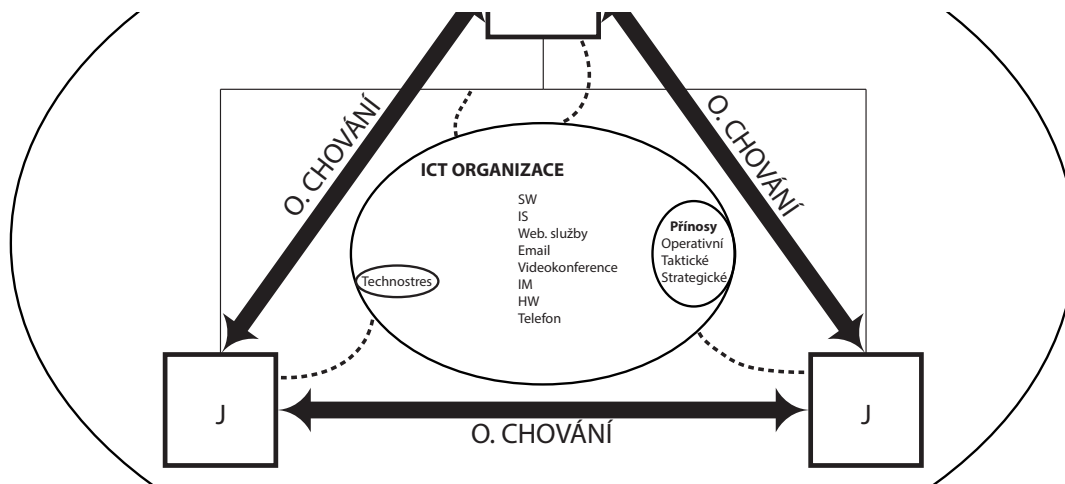 O. CHOVÁNÍ
O. CHOVÁNÍ
ICT ORGANIZACE
SW
IS
Web. služby
Email
Videokonference
IM
HW
Telefon
Přínosy
Operativní
Taktické
Strategické
Technostres
J
J
O. CHOVÁNÍ